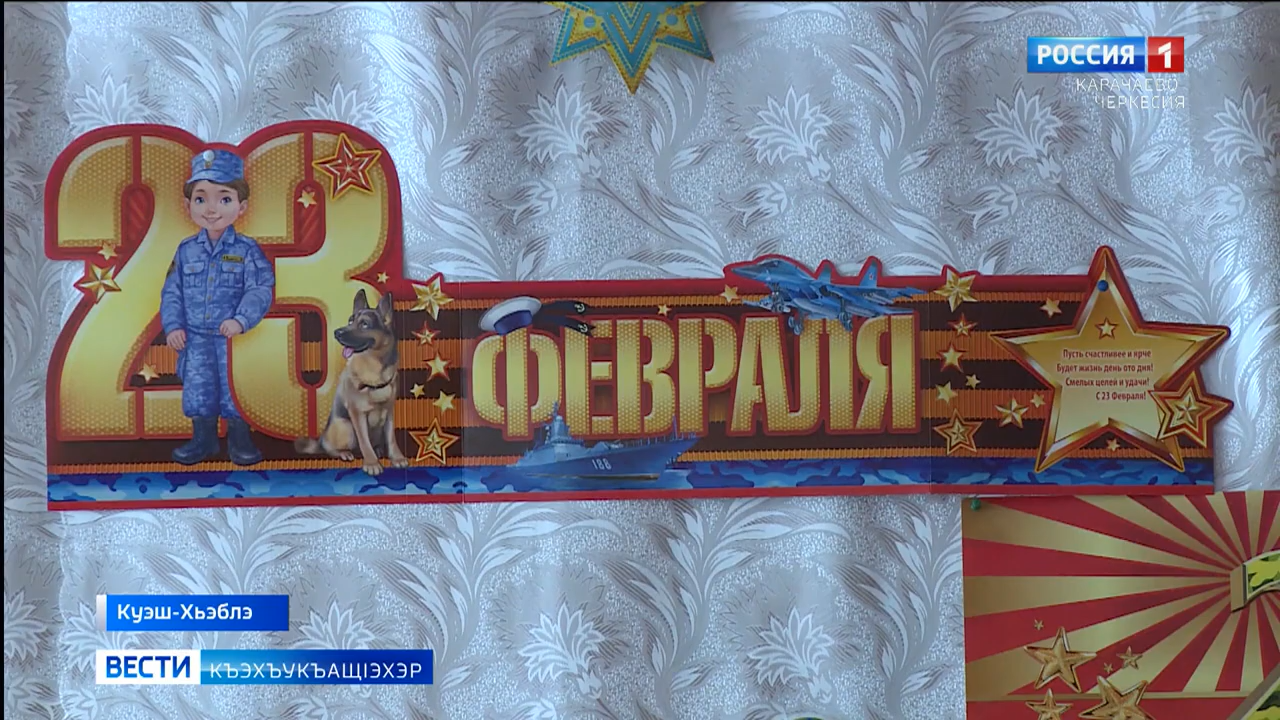 РОССИЯ 1
КАРАЧАЕВО
ЧЕРКЕСИЯ
23
ФЕВРАЛЯ
Пусть счастливее и ярче
Будет жизнь день ото дня!
Смелых целей и удачи!
С 23 Февраля!
188
Куэш-Хьэблэ
ВЕСТИ КЪЭХЪУКЪАЩIЭХЭР